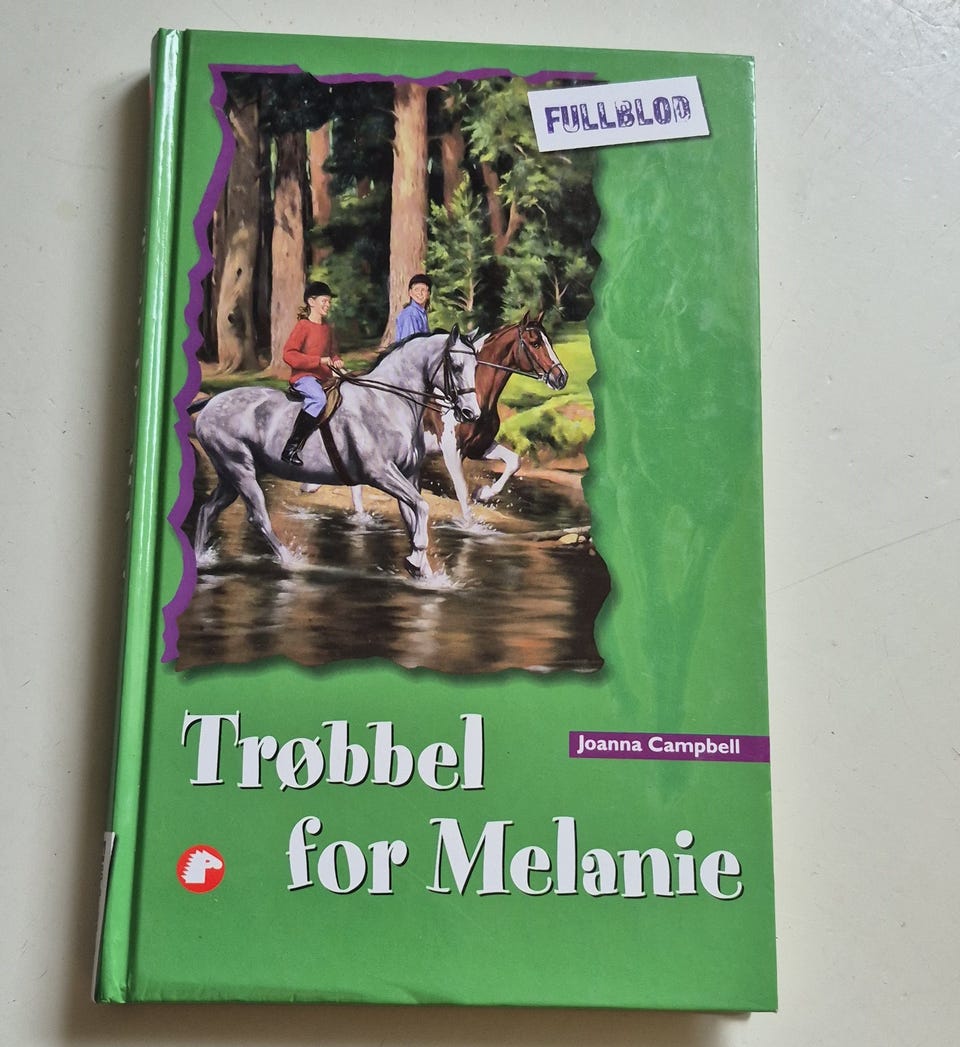 FULLBLOD
Trøbbel
Joanna Campbell
for Melanie